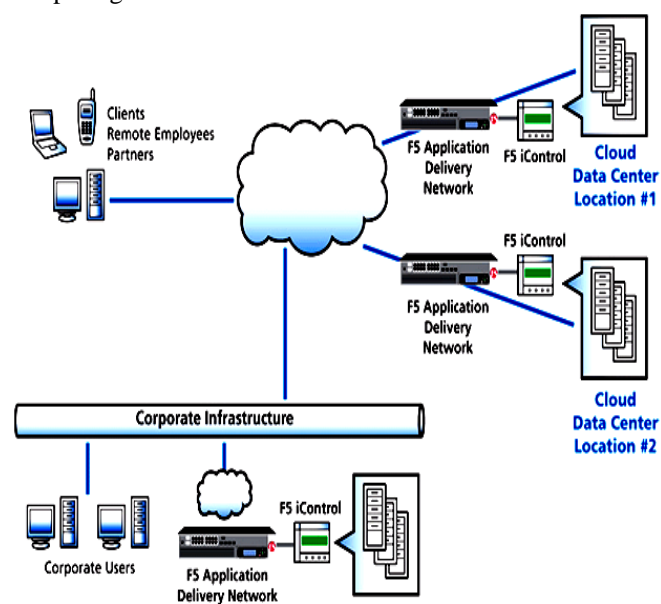 Clients
Remote Employees
Partners
F5 Application
Delivery
Network
F5 iControl
Cloud
Data Center
Location #1
F5 iControl
F5 Application
Delivery
Network
Cloud
Data Center
Location #2
Corporate Infrastructure
F5 iControl
Corporate Users
F5 Application
Delivery Network